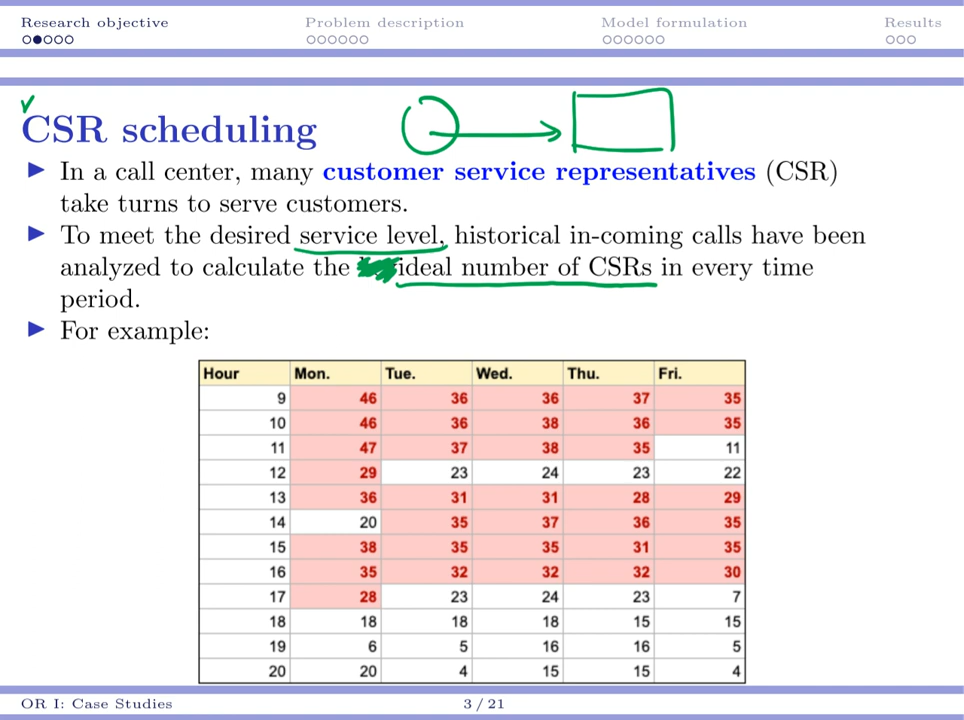 Research objective Problem description Model formulation Results
CSR scheduling
In a call center, many customer service representatives (CSR)
take turns to serve customers.
To meet the desired service level, historical in-coming calls have been
analyzed to calculate the ideal number of CSRs in every time
period.
For example:
Hour Mon. Tue. Wed. Thu. Fri.
9 46 36 36 37 35
10 46 36 38 36 35
11 47 37 38 35 11
12 29 23 24 23 22
13 36 31 31 28 29
14 20 35 37 36 35
15 38 35 35 31 35
16 35 32 32 32 30
17 28 23 24 23 7
18 18 18 18 15 15
19 6 5 16 16 5
20 20 4 15 15 4
OR I: Case Studies 3 / 21